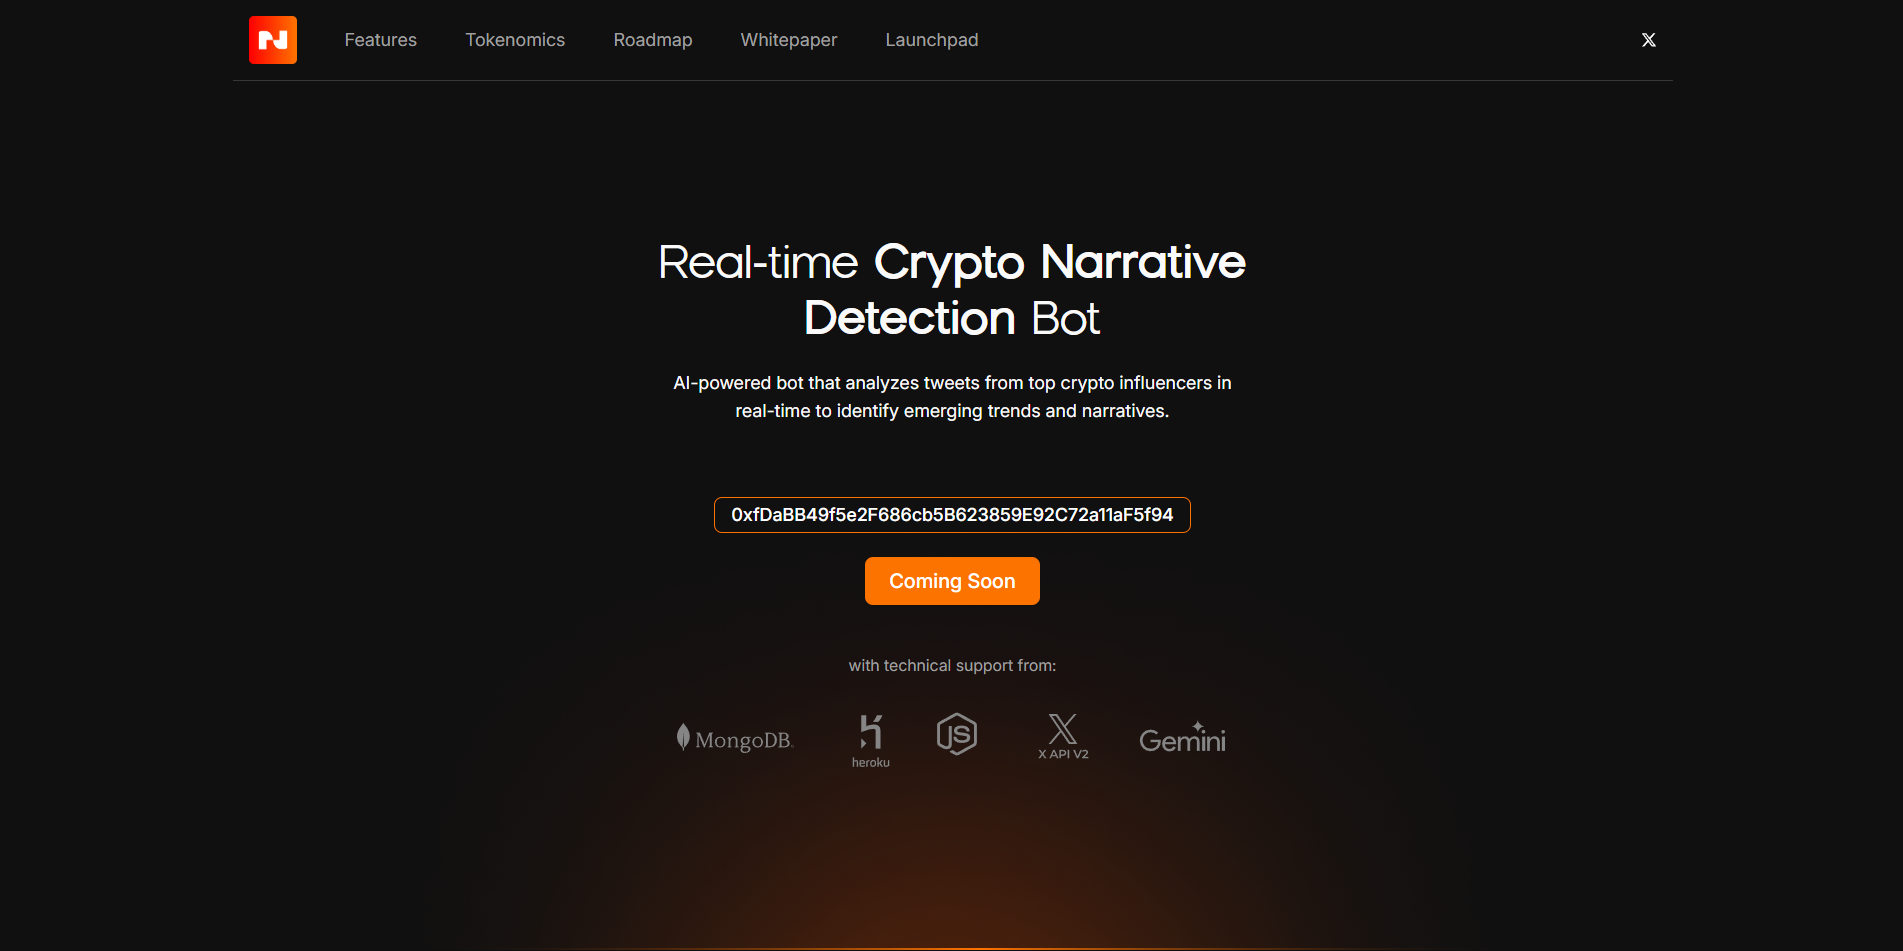 Features
Tokenomics
Roadmap
Whitepaper
Launchpad
Real-time Crypto Narrative
Detection Bot
AI-powered bot that analyzes tweets from top crypto influencers in
real-time to identify emerging trends and narratives.
0xfDaBB49f5e2F686cb5B623859E92C72a11aF5f94
Coming Soon
with technical support from:
MongoDB.
heroku
JS
X API V2
Gemini